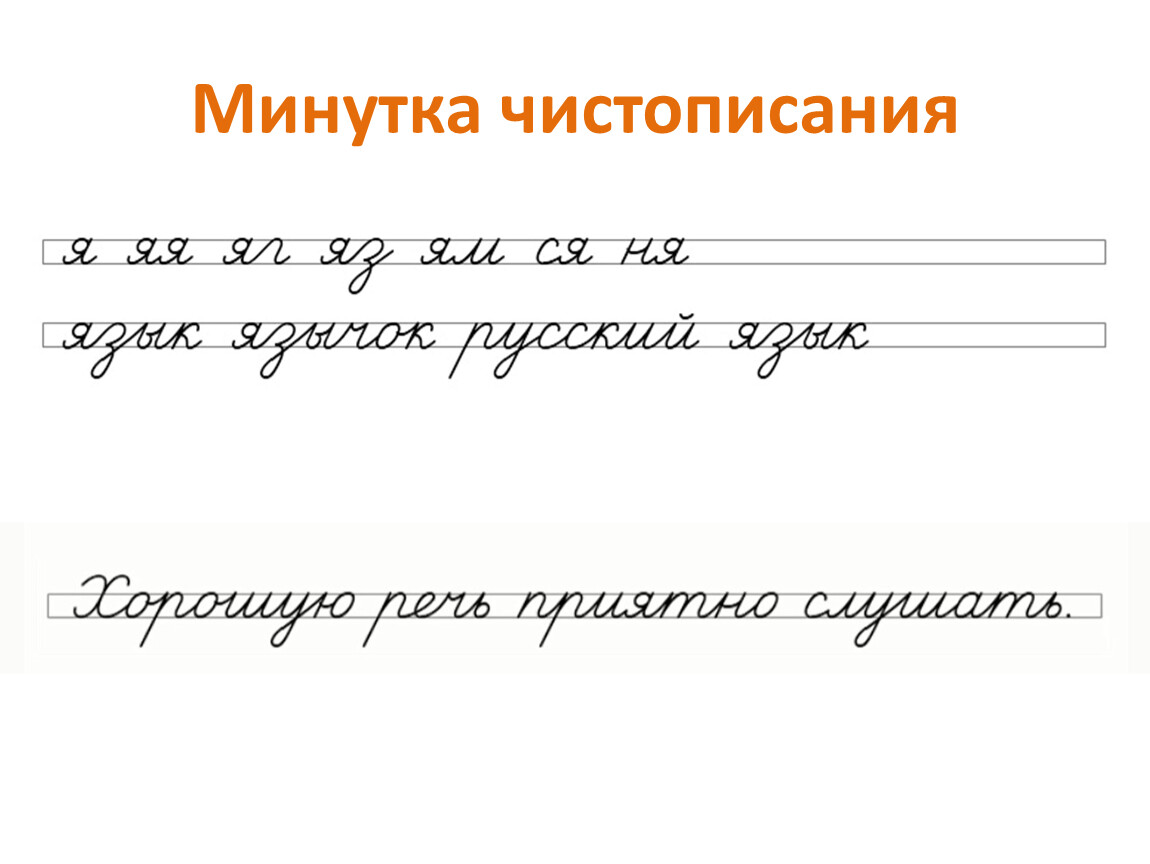 Минутка чистописания
я яя яг яз ям ся ня
язык язычок русский язык
Хорошую речь приятно слушать.